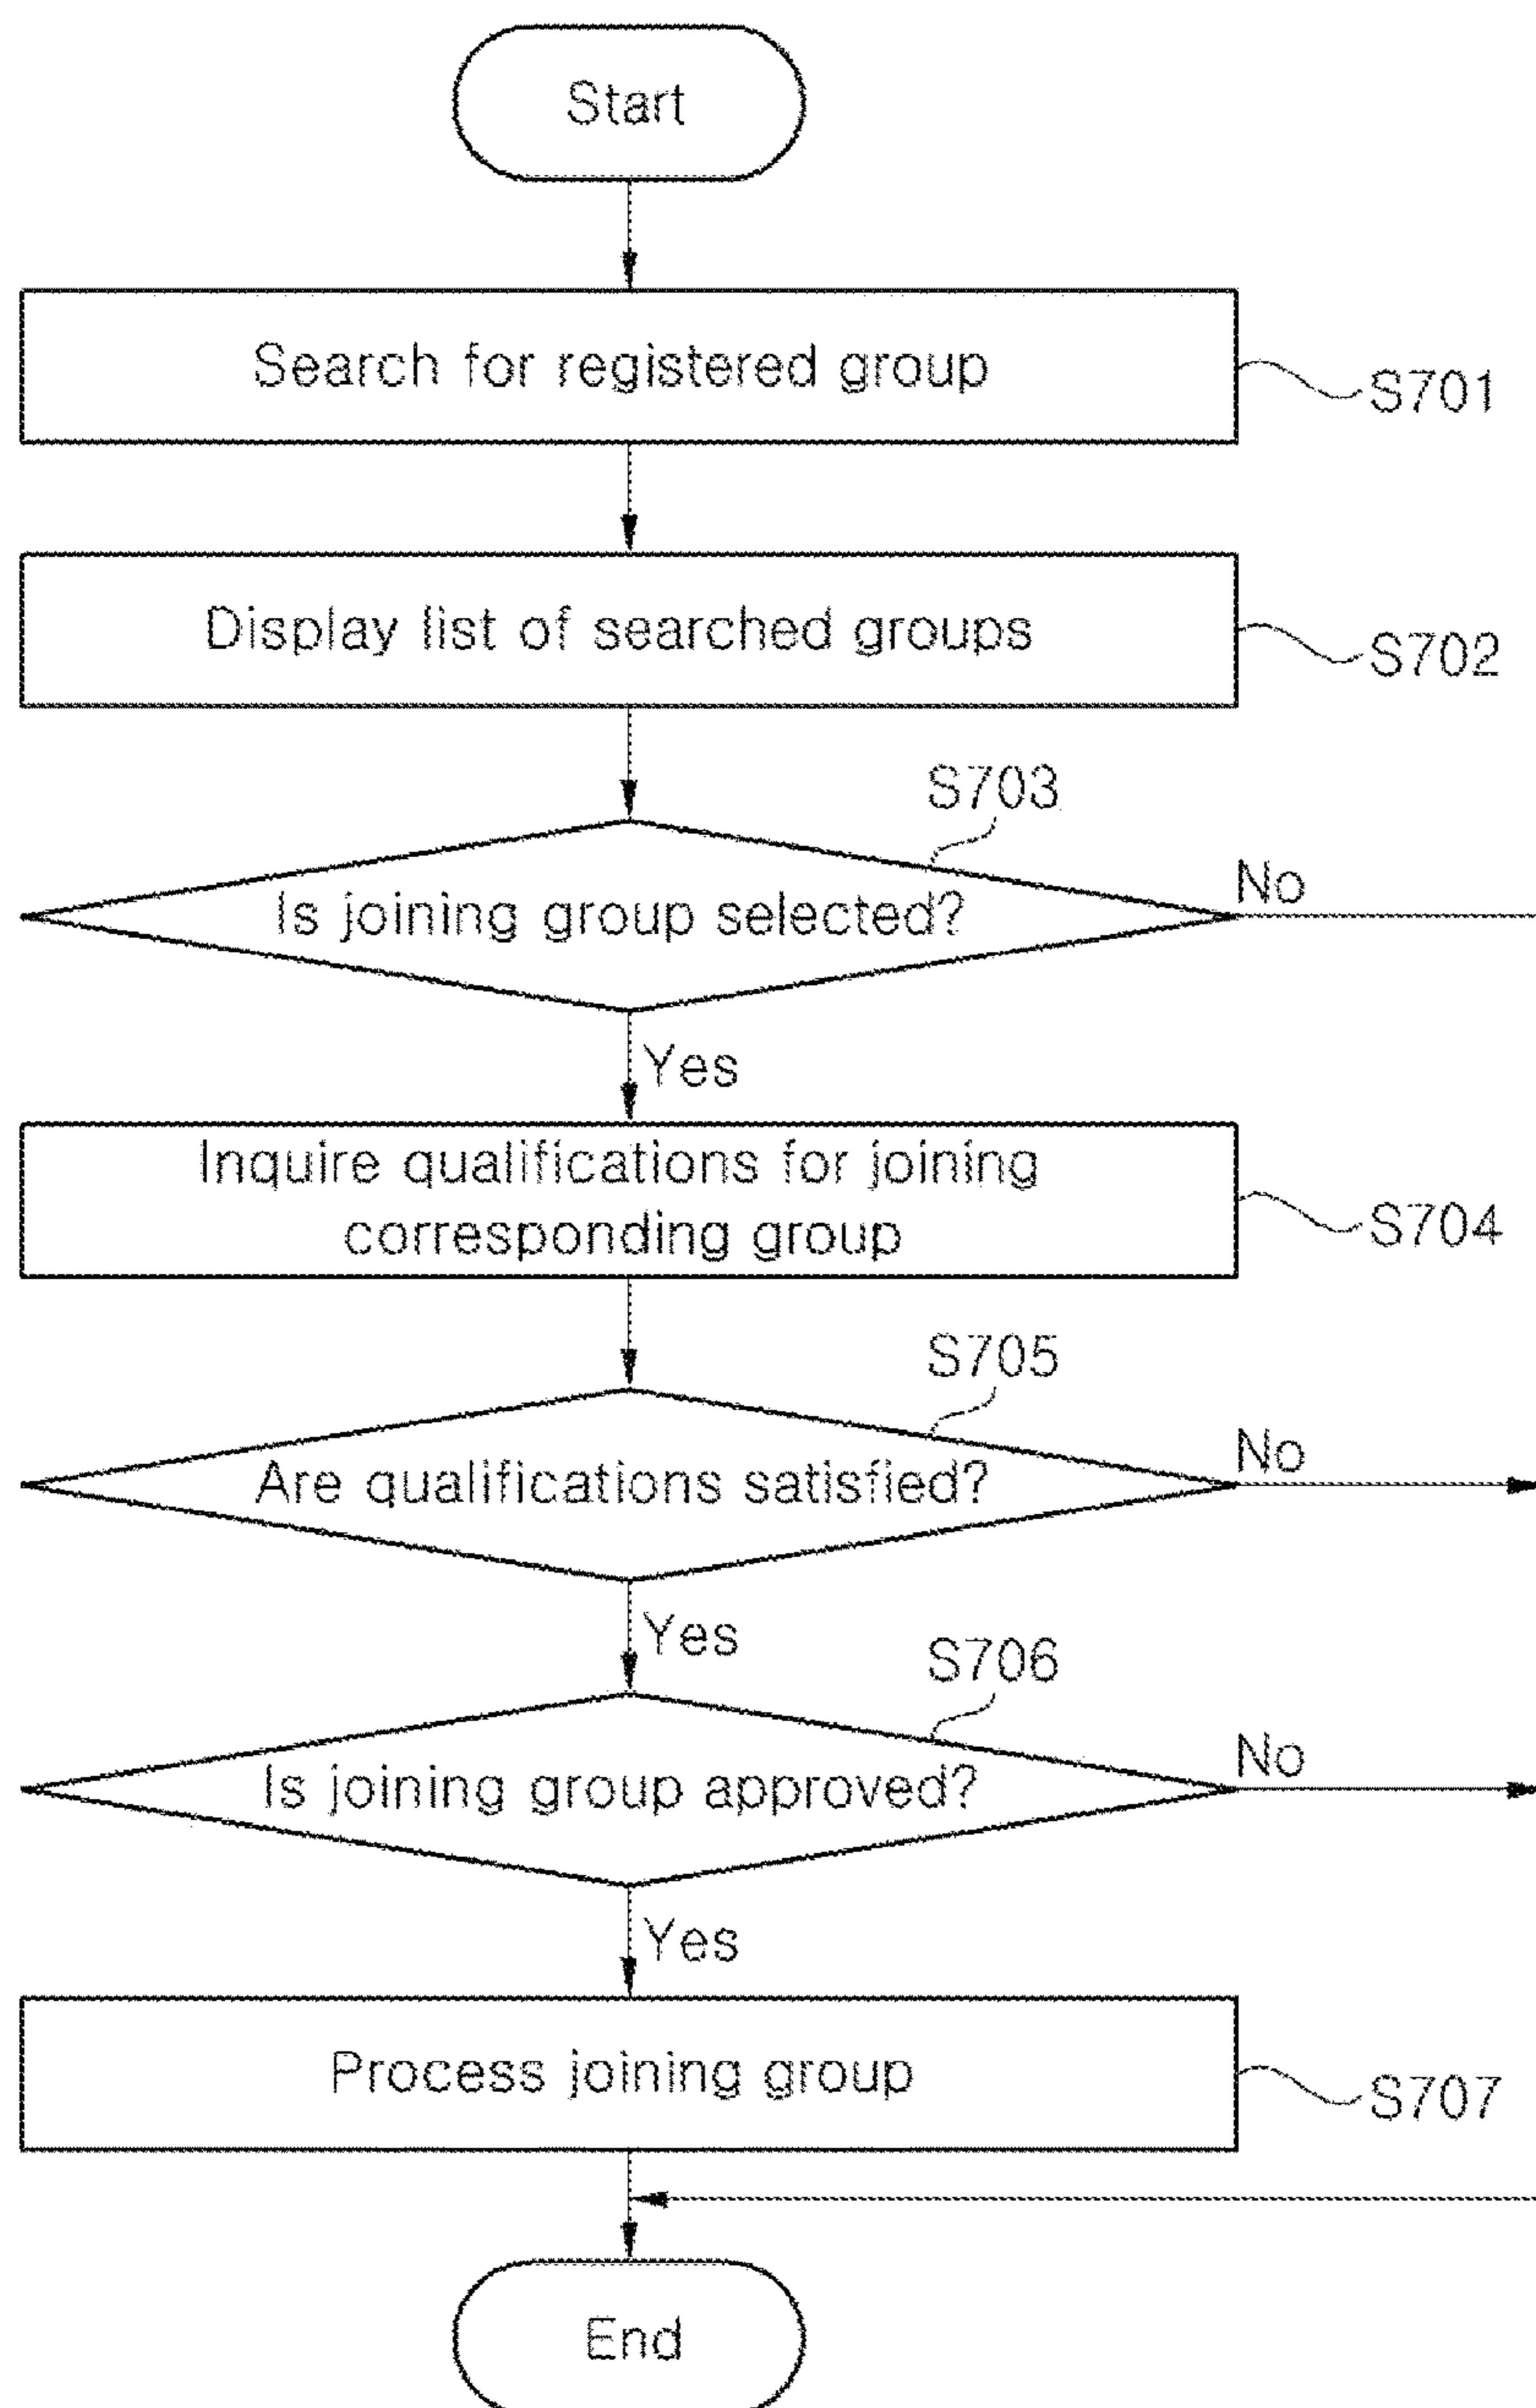 Start
Search for registered group
S701
Display list of searched groups
S702
S703
Is joining group selected?
No
Yes
Inquire qualifications for joining
corresponding group
S704
S705
Are qualifications satisfied?
No
Yes
S706
Is joining group approved?
No
Yes
Process joining group
S707
End